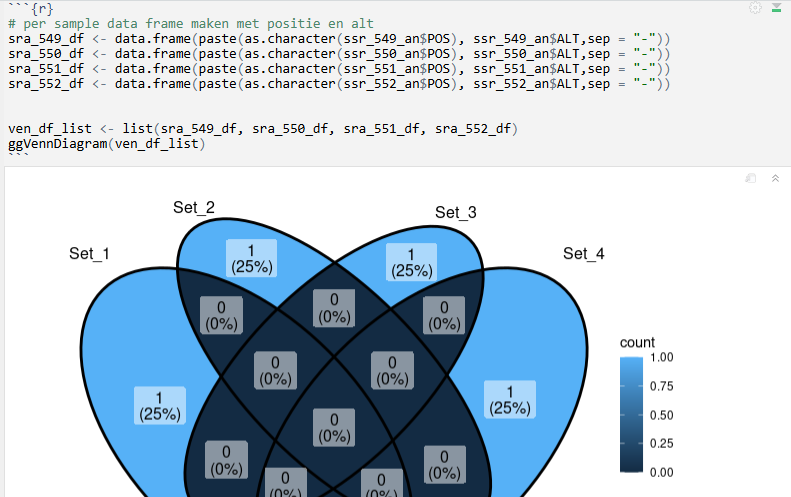 ```{r}
# per sample data frame maken met positie en alt
sra_549_df <- data.frame(paste(as.character(ssr_549_an$POS), ssr_549_an$ALT,sep = "-"))
sra_550_df <- data.frame(paste(as.character(ssr_550_an$POS), ssr_550_an$ALT,sep = "-"))
sra_551_df <- data.frame(paste(as.character(ssr_551_an$POS), ssr_551_an$ALT,sep = "-"))
sra_552_df <- data.frame(paste(as.character(ssr_552_an$POS), ssr_552_an$ALT,sep = "-"))
ven_df_list <- list(sra_549_df, sra_550_df, sra_551_df, sra_552_df)
ggVennDiagram(ven_df_list)
```
Set_2
Set_3
Set_1
Set_4
1
(25%)
1
(25%)
0
(0%)
0
(0%)
0
(0%)
0
(0%)
0
(0%)
1
(25%)
1
(25%)
0
(0%)
0
(0%)
0
(0%)
0
(0%)
0
(0%)
count
1.00
0.75
0.50
0.25
0.00